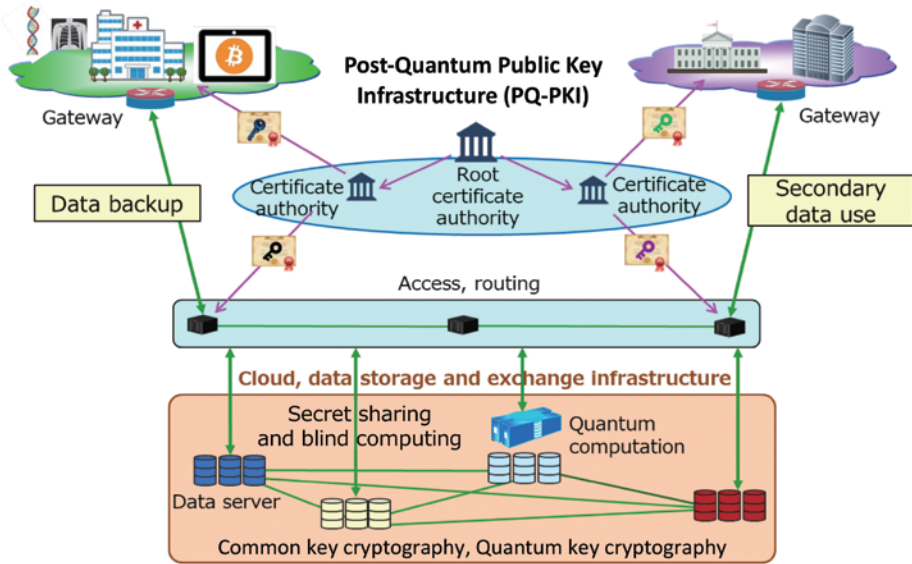 Post-Quantum Public Key
Infrastructure (PQ-PKI)
Gateway
Gateway
Data backup
Certificate
authority
Root
certificate
authority
Certificate
authority
Secondary
data use
Access, routing
Cloud, data storage and exchange infrastructure
Secret sharing
and blind computing
Quantum
computation
Data server
Common key cryptography, Quantum key cryptography